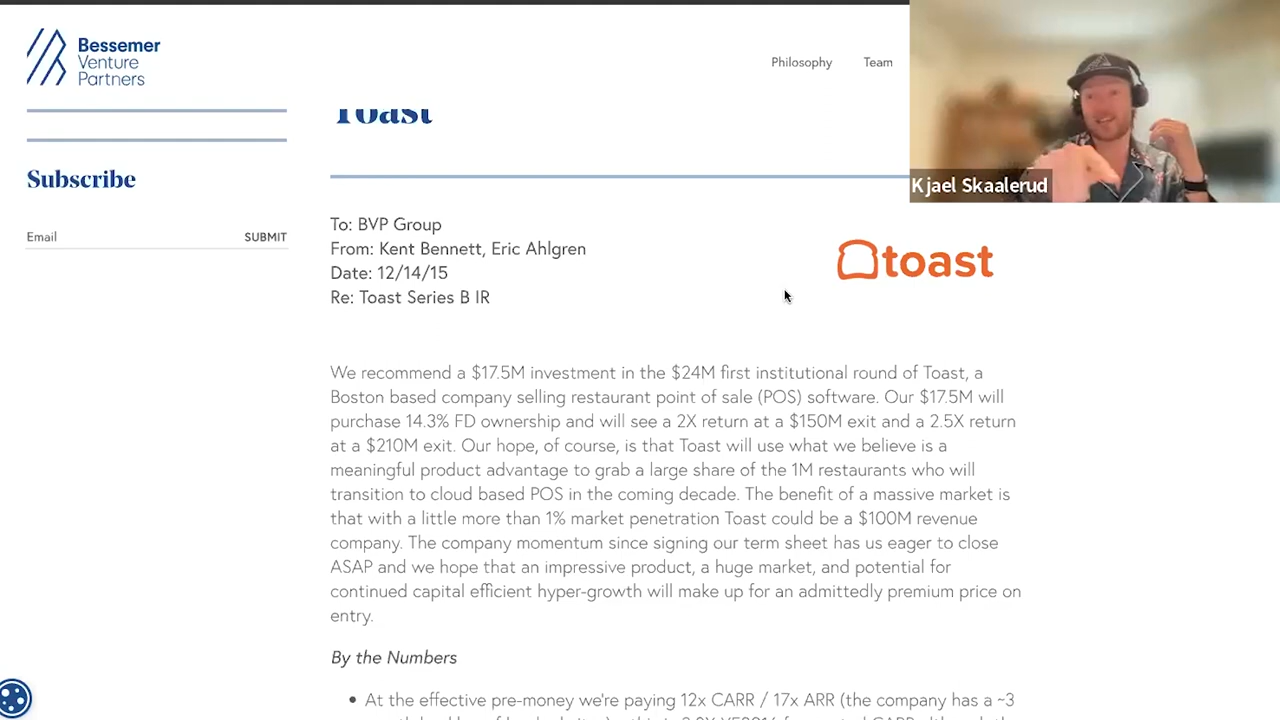 Bessemer
Venture
Partners
Philosophy
Team
Toast
Subscribe
Kjael Skaalerud
Email
SUBMIT
To: BVP Group
From: Kent Bennett, Eric Ahlgren
Date: 12/14/15
Re: Toast Series B IR
toast
We recommend a $17.5M investment in the $24M first institutional round of Toast, a
Boston based company selling restaurant point of sale (POS) software. Our $17.5M will
purchase 14.3% FD ownership and will see a 2X return at a $150M exit and a 2.5X return
at a $210M exit. Our hope, of course, is that Toast will use what we believe is a
meaningful product advantage to grab a large share of the 1M restaurants who will
transition to cloud based POS in the coming decade. The benefit of a massive market is
that with a little more than 1% market penetration Toast could be a $100M revenue
company. The company momentum since signing our term sheet has us eager to close
ASAP and we hope that an impressive product, a huge market, and potential for
continued capital efficient hyper-growth will make up for an admittedly premium price on
entry.
By the Numbers
• At the effective pre-money we're paying 12x CARR / 17x ARR (the company has a ~3